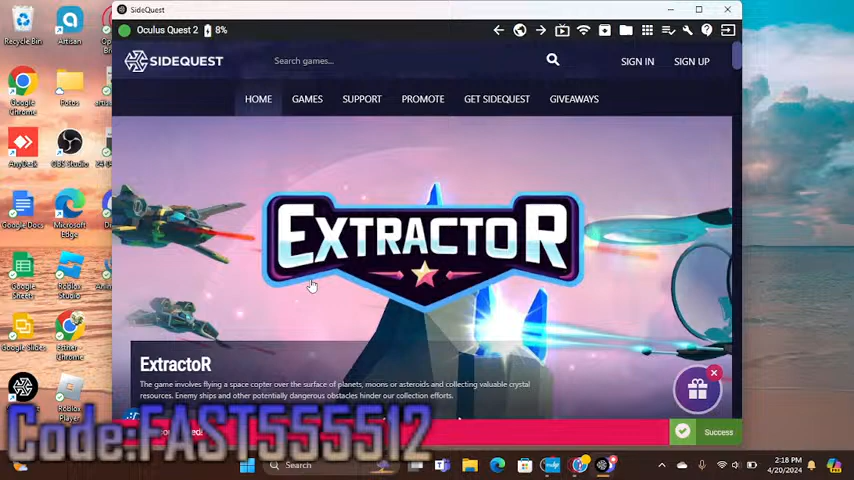 SideQuest
Oculus Quest 2 8%
SIDEQUEST
Search games...
SIGN IN
SIGN UP
HOME
GAMES
SUPPORT
PROMOTE
GET SIDEQUEST
GIVEAWAYS
EXTRACTOR
ExtractoR
The game involves flying a space copter over the surface of planets, moons or asteroids and collecting valuable crystal
resources. Enemy ships and other potentially dangerous obstacles hinder our collection efforts.
Success
Code:FAST555512
Recycle Bin
Artisan
Google
Chrome
Fotos
AnyDesk
OBS Studio
Google Docs
Microsoft
Edge
Google
Sheets
Roblox
Studio
Google Slides
Esther -
Chrome
Roblox
Player
Search
2:18 PM
4/20/2024